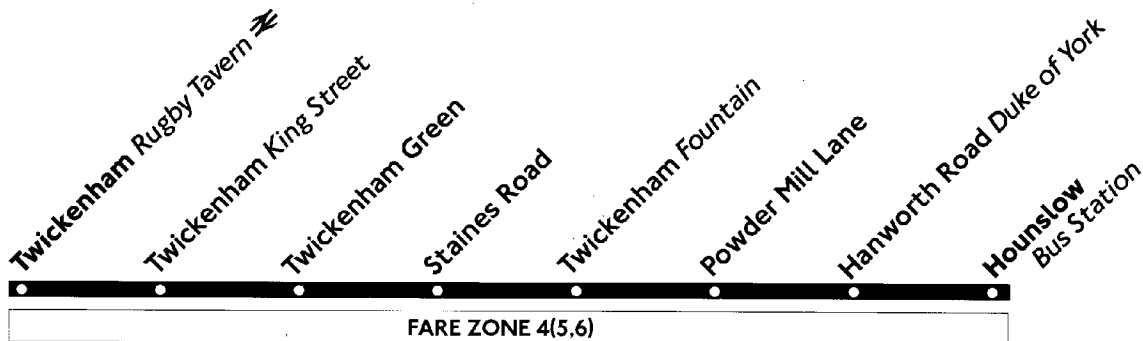 Twickenham Rugby Tavern
Twickenham King Street
Twickenham Green
Staines Road
Twickenham Fountain
Powder Mill Lane
Hanworth Road Duke of York
Hounslow
Bus Station
FARE ZONE 4(5,6)